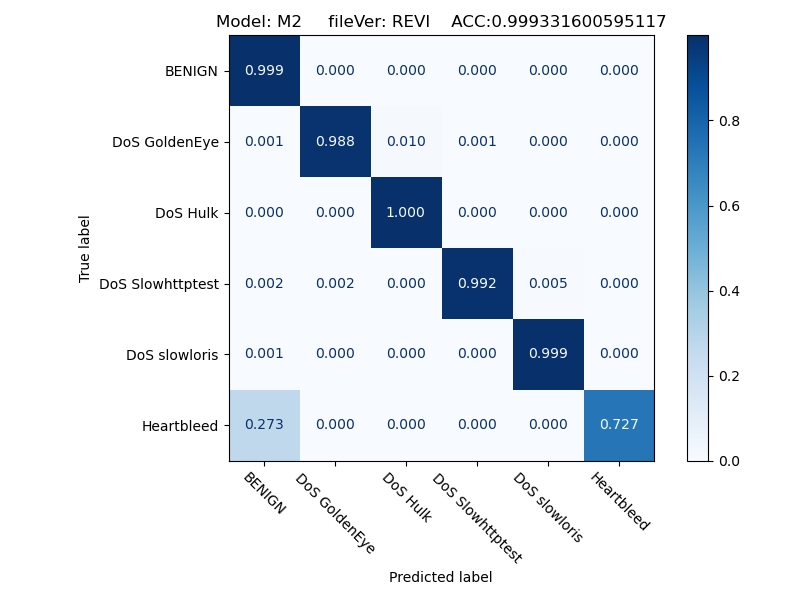 Model: M2     fileVer: REVI    ACC:0.999331600595117
BENIGN 0.999 0.000 0.000 0.000 0.000 0.000
DoS GoldenEye 0.001 0.988 0.010 0.001 0.000 0.000
DoS Hulk 0.000 0.000 1.000 0.000 0.000 0.000
DoS Slowhttptest 0.002 0.002 0.000 0.992 0.005 0.000
DoS slowloris 0.001 0.000 0.000 0.000 0.999 0.000
Heartbleed 0.273 0.000 0.000 0.000 0.000 0.727
True label
BENIGN DoS GoldenEye DoS Hulk DoS Slowhttptest DoS slowloris Heartbleed
Predicted label
0.8
0.6
0.4
0.2
0.0